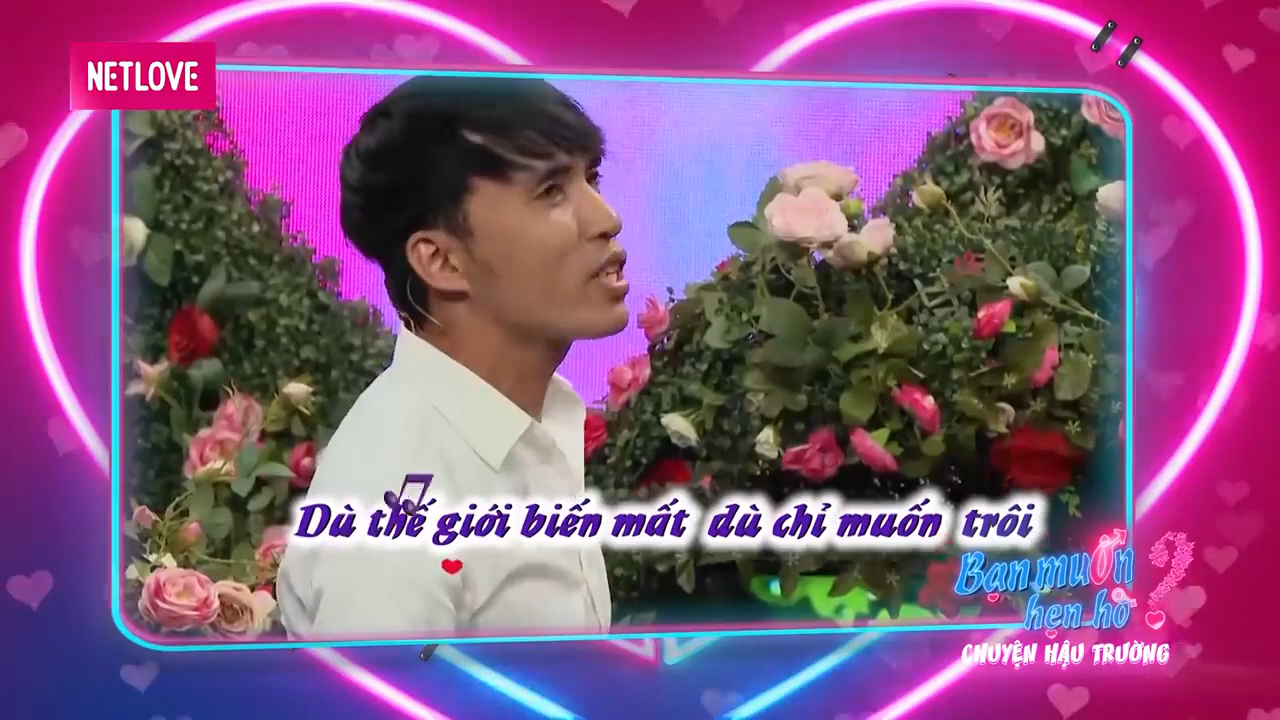 NETLOVE
Dù thế giới biến mất dù chỉ muốn trôi
Bạn muốn
hẹn hò?
CHUYỆN HẬU TRƯỜNG